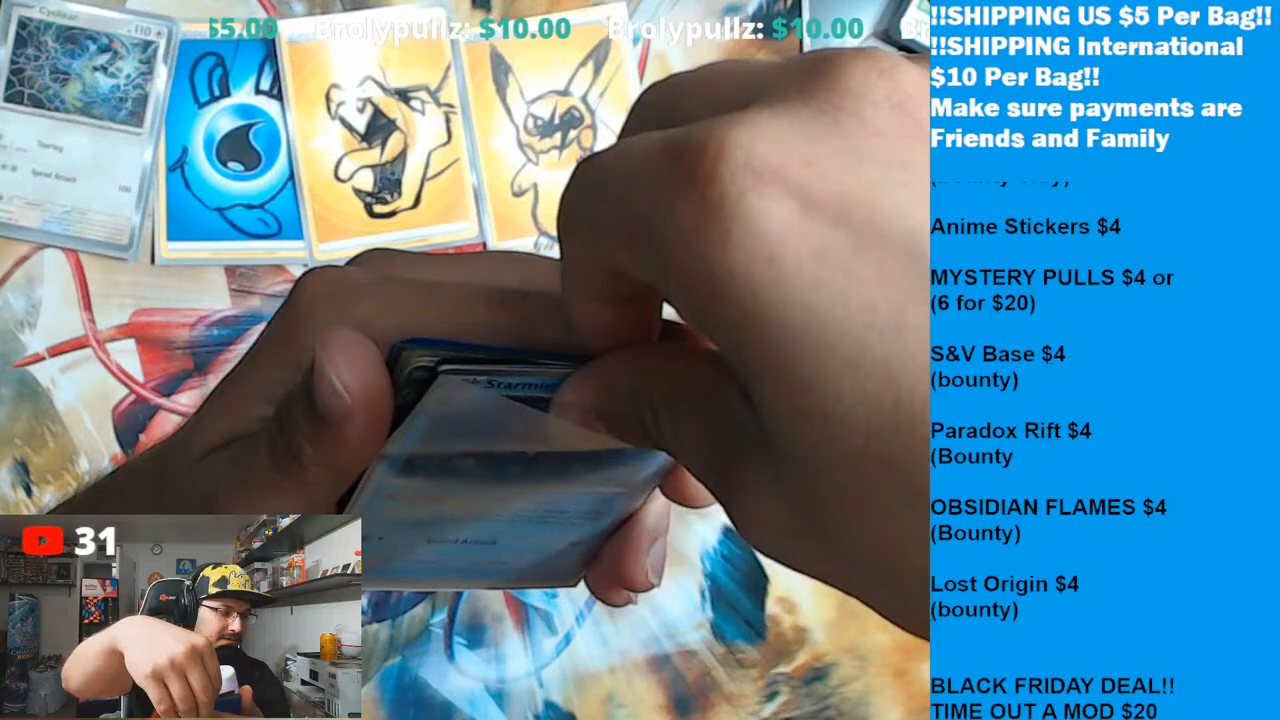 $5.00 Brolypullz: $10.00 Brolypullz: $10.00
!!SHIPPING US $5 Per Bag!!
!!SHIPPING International
$10 Per Bag!!
Make sure payments are
Friends and Family
Anime Stickers $4
MYSTERY PULLS $4 or
(6 for $20)
S&V Base $4
(bounty)
Paradox Rift $4
(Bounty
OBSIDIAN FLAMES $4
(Bounty)
Lost Origin $4
(bounty)
BLACK FRIDAY DEAL!!
TIME OUT A MOD $20
110
Starmie
Speed Attack
31